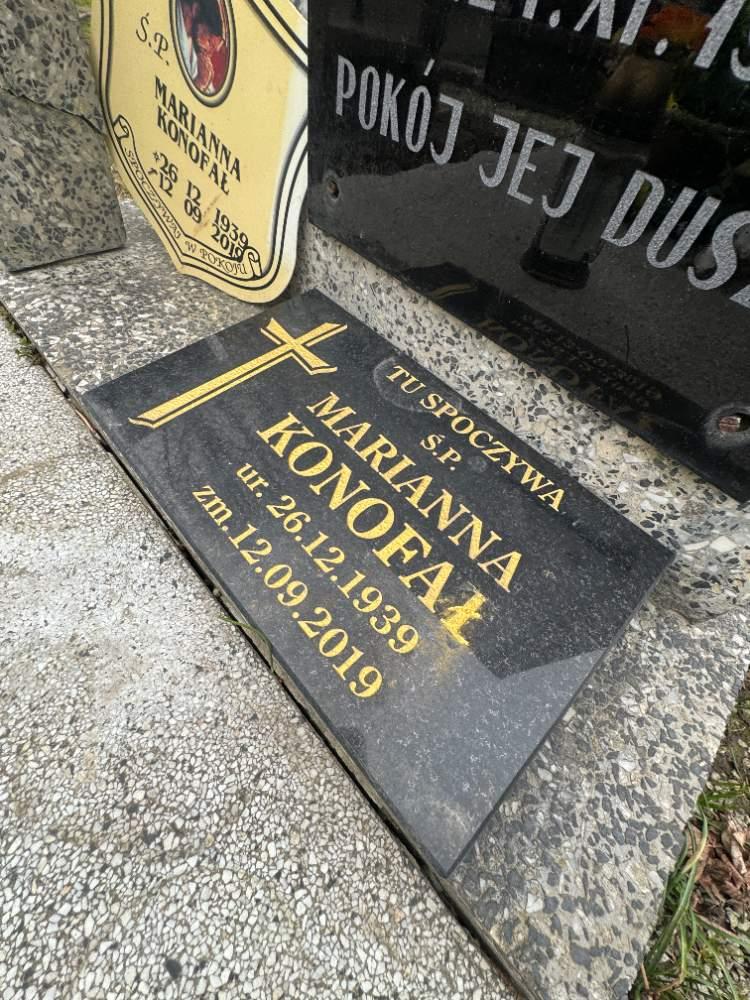 Ś.P.
MARIANNA
KONOFAŁ
*26 12 1939
†12 09 2019
SPOCZYWAJ W POKOJU
POKÓJ JEJ
TU SPOCZYWA
Ś.P.
MARIANNA
KONOFAŁ
ur. 26.12.1939
zm. 12.09.2019